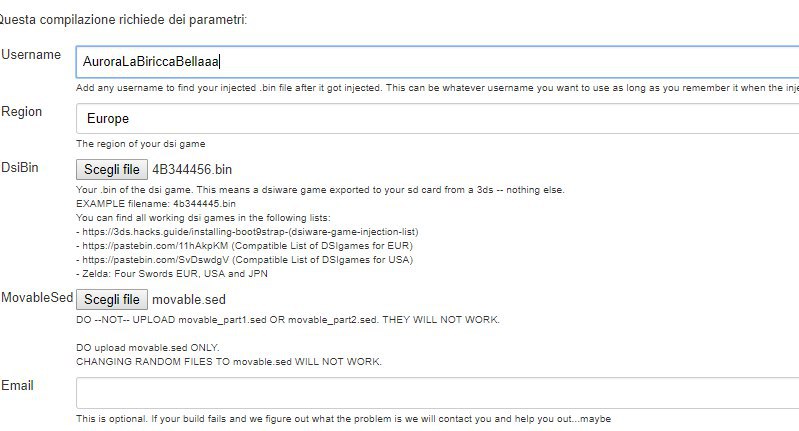 Questa compilazione richiede dei parametri:
Username
AuroraLaBiriccaBellaaa
Add any username to find your injected .bin file after it got injected. This can be whatever username you want to use as long as you remember it when the
Region
Europe
The region of your dsi game
DsiBin
Scegli file 4B344456.bin
Your .bin of the dsi game. This means a dsiware game exported to your sd card from a 3ds -- nothing else.
EXAMPLE filename: 4b344445.bin
You can find all working dsi games in the following lists:
- https://3ds.hacks.guide/installing-boot9strap-(dsiware-game-injection-list)
- https://pastebin.com/11hAkpKM (Compatible List of DSIgames for EUR)
- https://pastebin.com/SvDswdgV (Compatible List of DSIgames for USA)
- Zelda: Four Swords EUR, USA and JPN
MovableSed
Scegli file movable.sed
DO --NOT-- UPLOAD movable_part1.sed OR movable_part2.sed. THEY WILL NOT WORK.
DO upload movable.sed ONLY.
CHANGING RANDOM FILES TO movable.sed WILL NOT WORK.
Email
This is optional. If your build fails and we figure out what the problem is we will contact you and help you out...maybe